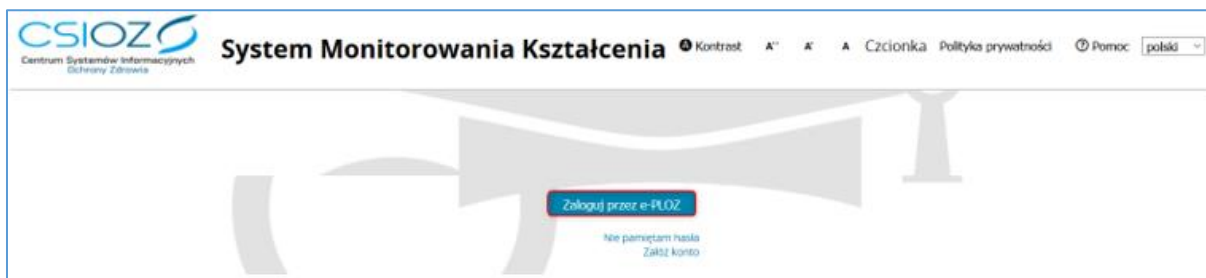 CSIOZ
Centrum Systemów Informacyjnych
Ochrony Zdrowia
System Monitorowania Kształcenia
Kontrast A++ A+ A Czcionka Polityka prywatności Pomoc polski
Zaloguj przez e-PLOZ
Nie pamiętam hasła
Załóż konto